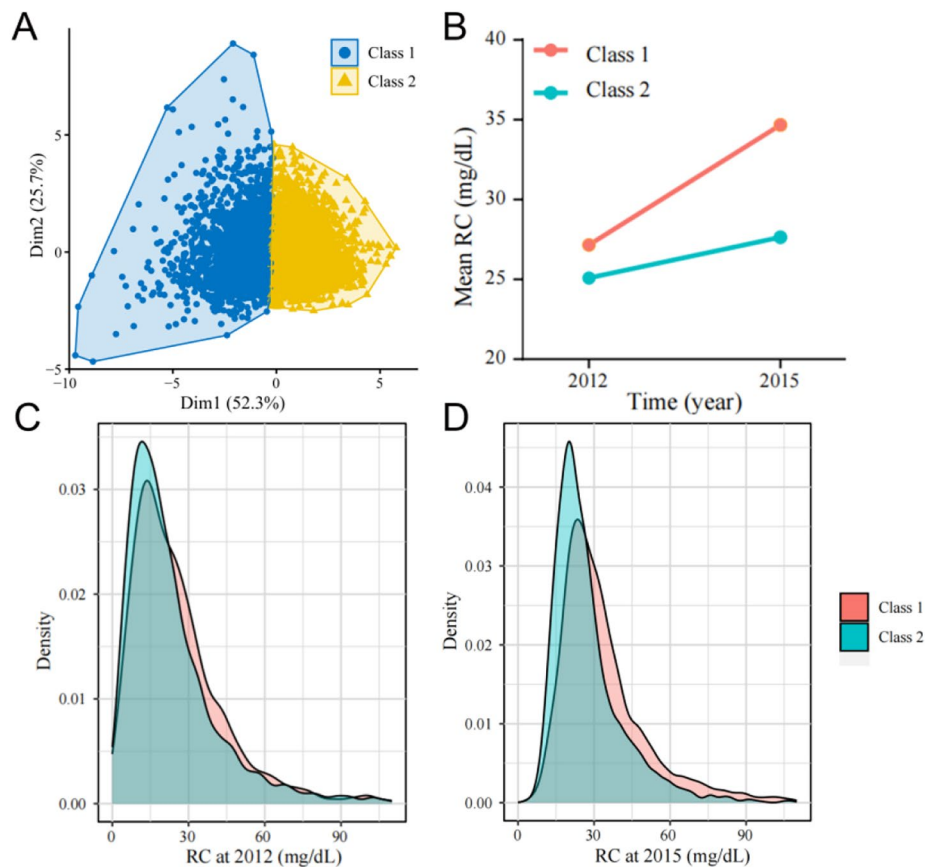 A
Class 1
Class 2
5
0
−5
−10
−5
0
5
Dim2 (25.7%)
Dim1 (52.3%)
B
Class 1
Class 2
40
35
30
25
20
2012
2015
Mean RC (mg/dL)
Time (year)
C
0.03
0.02
0.01
0.00
0
30
60
90
Density
RC at 2012 (mg/dL)
D
0.04
0.03
0.02
0.01
0.00
0
30
60
90
Density
RC at 2015 (mg/dL)
Class 1
Class 2